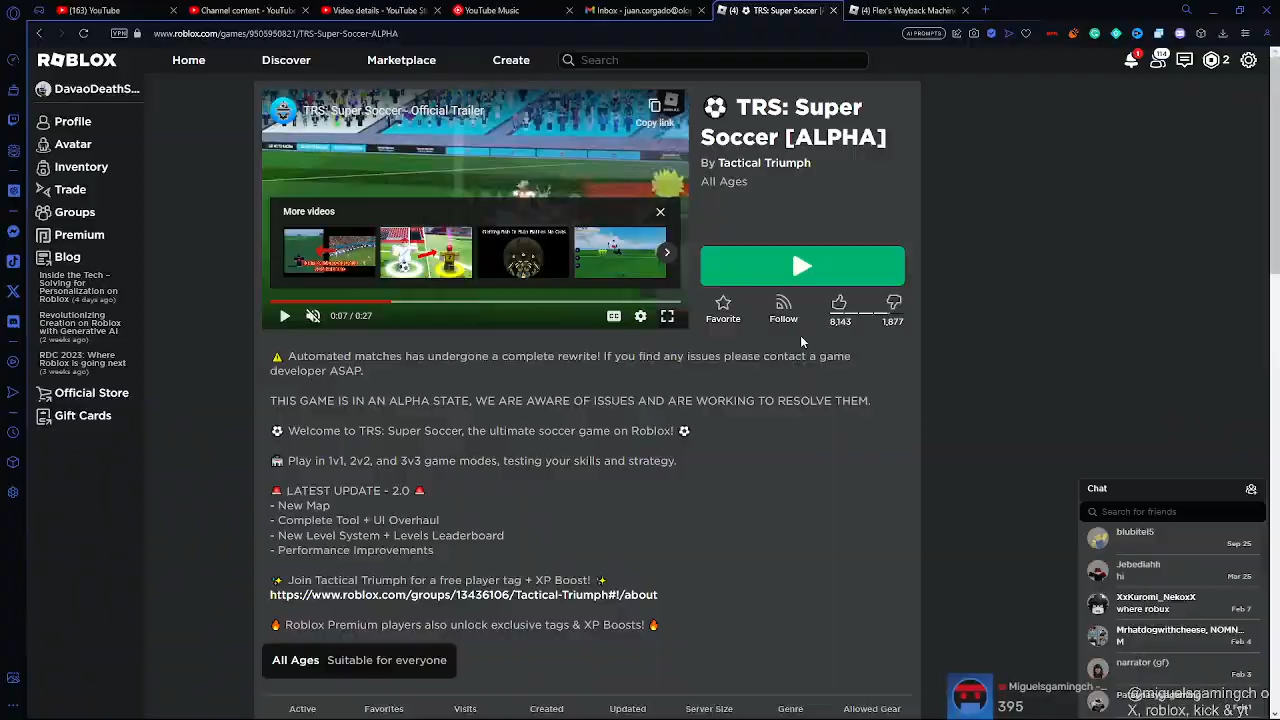 (163) YouTube
Channel content - YouTube
Video details - YouTube St
YouTube Music
Inbox - juan.corgado@olo
(4) TRS: Super Soccer [
(4) Flex's Wayback Machine
VPN
www.roblox.com/games/9505950821/TRS-Super-Soccer-ALPHA
AI PROMPTS
ROBLOX
Home
Discover
Marketplace
Create
Search
1
114
2
DavaoDeathS...
Profile
Avatar
Inventory
Trade
Groups
Premium
Blog
Inside the Tech -
Solving for
Personalization on
Roblox (4 days ago)
Revolutionizing
Creation on Roblox
with Generative AI
(2 weeks ago)
RDC 2023: Where
Roblox is going next
(3 weeks ago)
Official Store
Gift Cards
TRS: Super Soccer - Official Trailer
Copy link
More videos
0:07 / 0:27
TRS: Super
Soccer [ALPHA]
By Tactical Triumph
All Ages
Favorite
Follow
8,143
1,877
Automated matches has undergone a complete rewrite! If you find any issues please contact a game
developer ASAP.
THIS GAME IS IN AN ALPHA STATE, WE ARE AWARE OF ISSUES AND ARE WORKING TO RESOLVE THEM.
Welcome to TRS: Super Soccer, the ultimate soccer game on Roblox!
Play in 1v1, 2v2, and 3v3 game modes, testing your skills and strategy.
LATEST UPDATE - 2.0
- New Map
- Complete Tool + UI Overhaul
- New Level System + Levels Leaderboard
- Performance Improvements
Join Tactical Triumph for a free player tag + XP Boost!
https://www.roblox.com/groups/13436106/Tactical-Triumph#!/about
Roblox Premium players also unlock exclusive tags & XP Boosts!
All Ages Suitable for everyone
Active
Favorites
Visits
Created
Updated
Server Size
Genre
Allowed Gear
Chat
Search for friends
blubitel5
Sep 25
Jebediahh
hi
Mar 25
XxKuromi_NekoxX
where robux
Feb 7
Mrhatdogwithcheese, NOMN...
M
Feb 4
narrator (gf)
Feb 3
Miguelsgamingch
395
@miguelsgamingch o
X, roblox, kick & yt